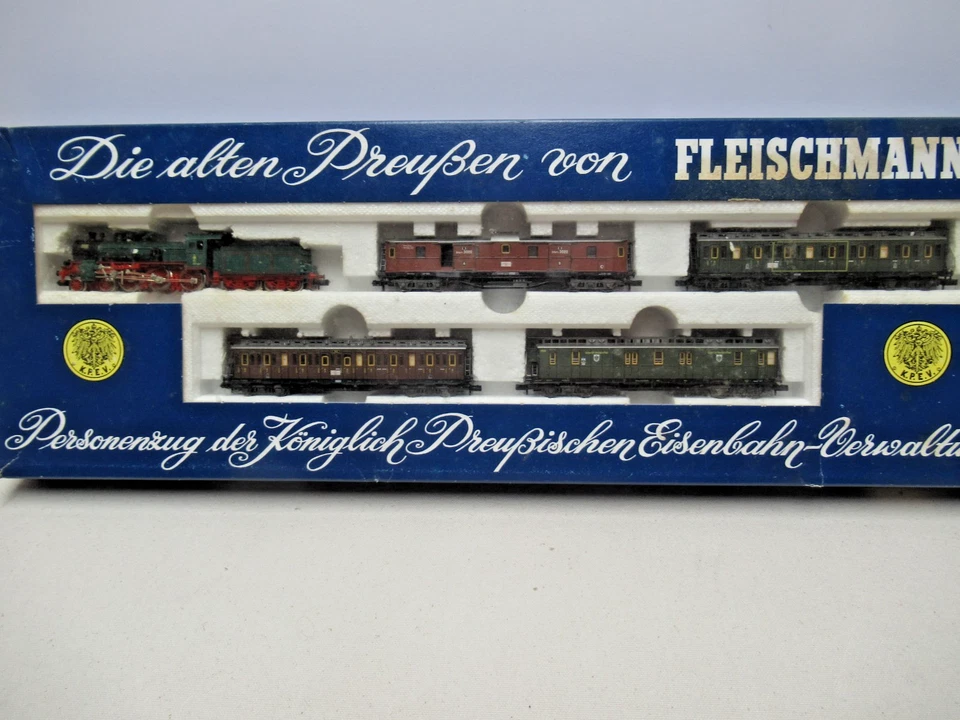 Die alten Preußen von FLEISCHMANN
K.P.E.V.
K.P.E.V.
Personenzug der Königlich Preußischen Eisenbahn-Verwaltu